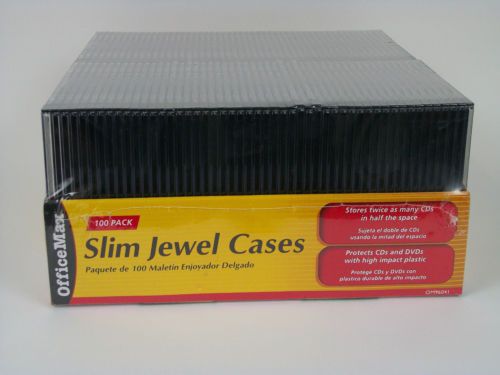 OfficeMax
100 PACK
Slim Jewel Cases
Paquete de 100 Maletin Enjoyador Delgado
Stores twice as many CDs
in half the space
Sujeta el doble de CDs
usando la mitad del espacio
Protects CDs and DVDs
with high impact plastic
Protege CDs y DVDs con
plastico durable de alto impacto